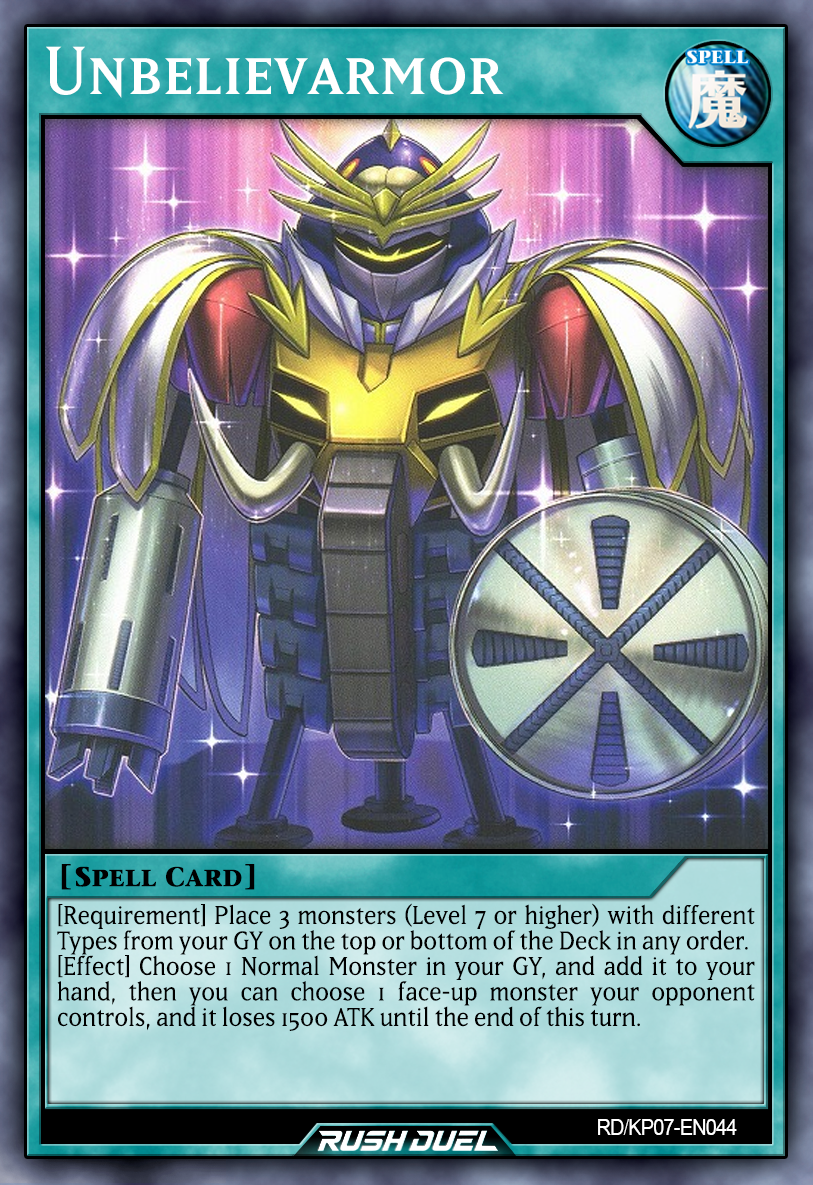 Unbelievarmor
SPELL
魔
[Spell Card]
[Requirement] Place 3 monsters (Level 7 or higher) with different
Types from your GY on the top or bottom of the Deck in any order.
[Effect] Choose 1 Normal Monster in your GY, and add it to your
hand, then you can choose 1 face-up monster your opponent
controls, and it loses 1500 ATK until the end of this turn.
RD/KP07-EN044
RUSH DUEL